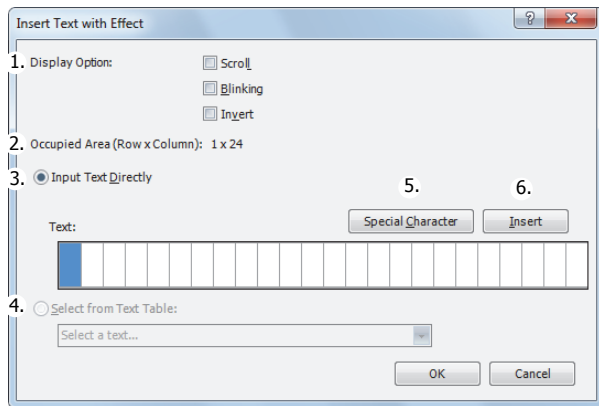 Insert Text with Effect
1. Display Option: Scroll
Blinking
Invert
2. Occupied Area (Row x Column): 1 x 24
3. Input Text Directly
5. 6.
Text: Special Character Insert
4. Select from Text Table:
Select a text...
OK Cancel